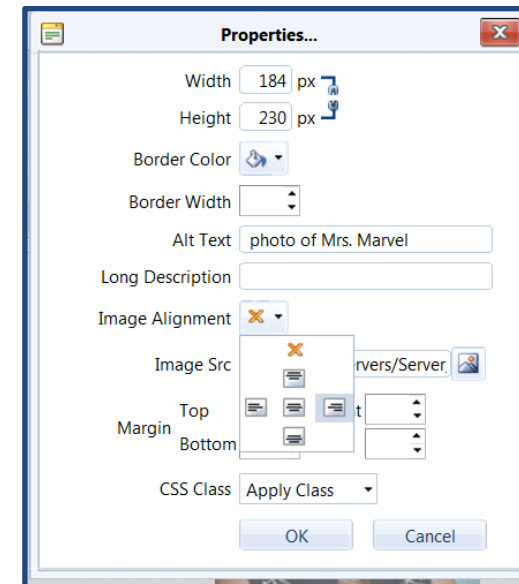 Properties...
Width 184 px
Height 230 px
Border Color
Border Width
Alt Text photo of Mrs. Marvel
Long Description
Image Alignment
Image Src rvers/Server_
Margin
Top t
Bottom
CSS Class Apply Class
OK Cancel